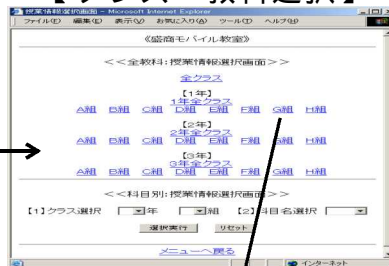 【クラス・教科選択】
授業情報選択画面 - Microsoft Internet Explorer
ファイル(F) 編集(E) 表示(V) お気に入り(A) ツール(T) ヘルプ(H)
《盛商モバイル教室》
<<全教科:授業情報選択画面>>
全クラス
【1年】
1年全クラス
A組 B組 C組 D組 E組 F組 G組 H組
【2年】
2年全クラス
A組 B組 C組 D組 E組 F組 G組 H組
【3年】
3年全クラス
A組 B組 C組 D組 E組 F組 G組 H組
<<科目別:授業情報選択画面>>
【1】クラス選択 年 組 【2】科目名選択
選択実行 リセット
メニューへ戻る
インターネット